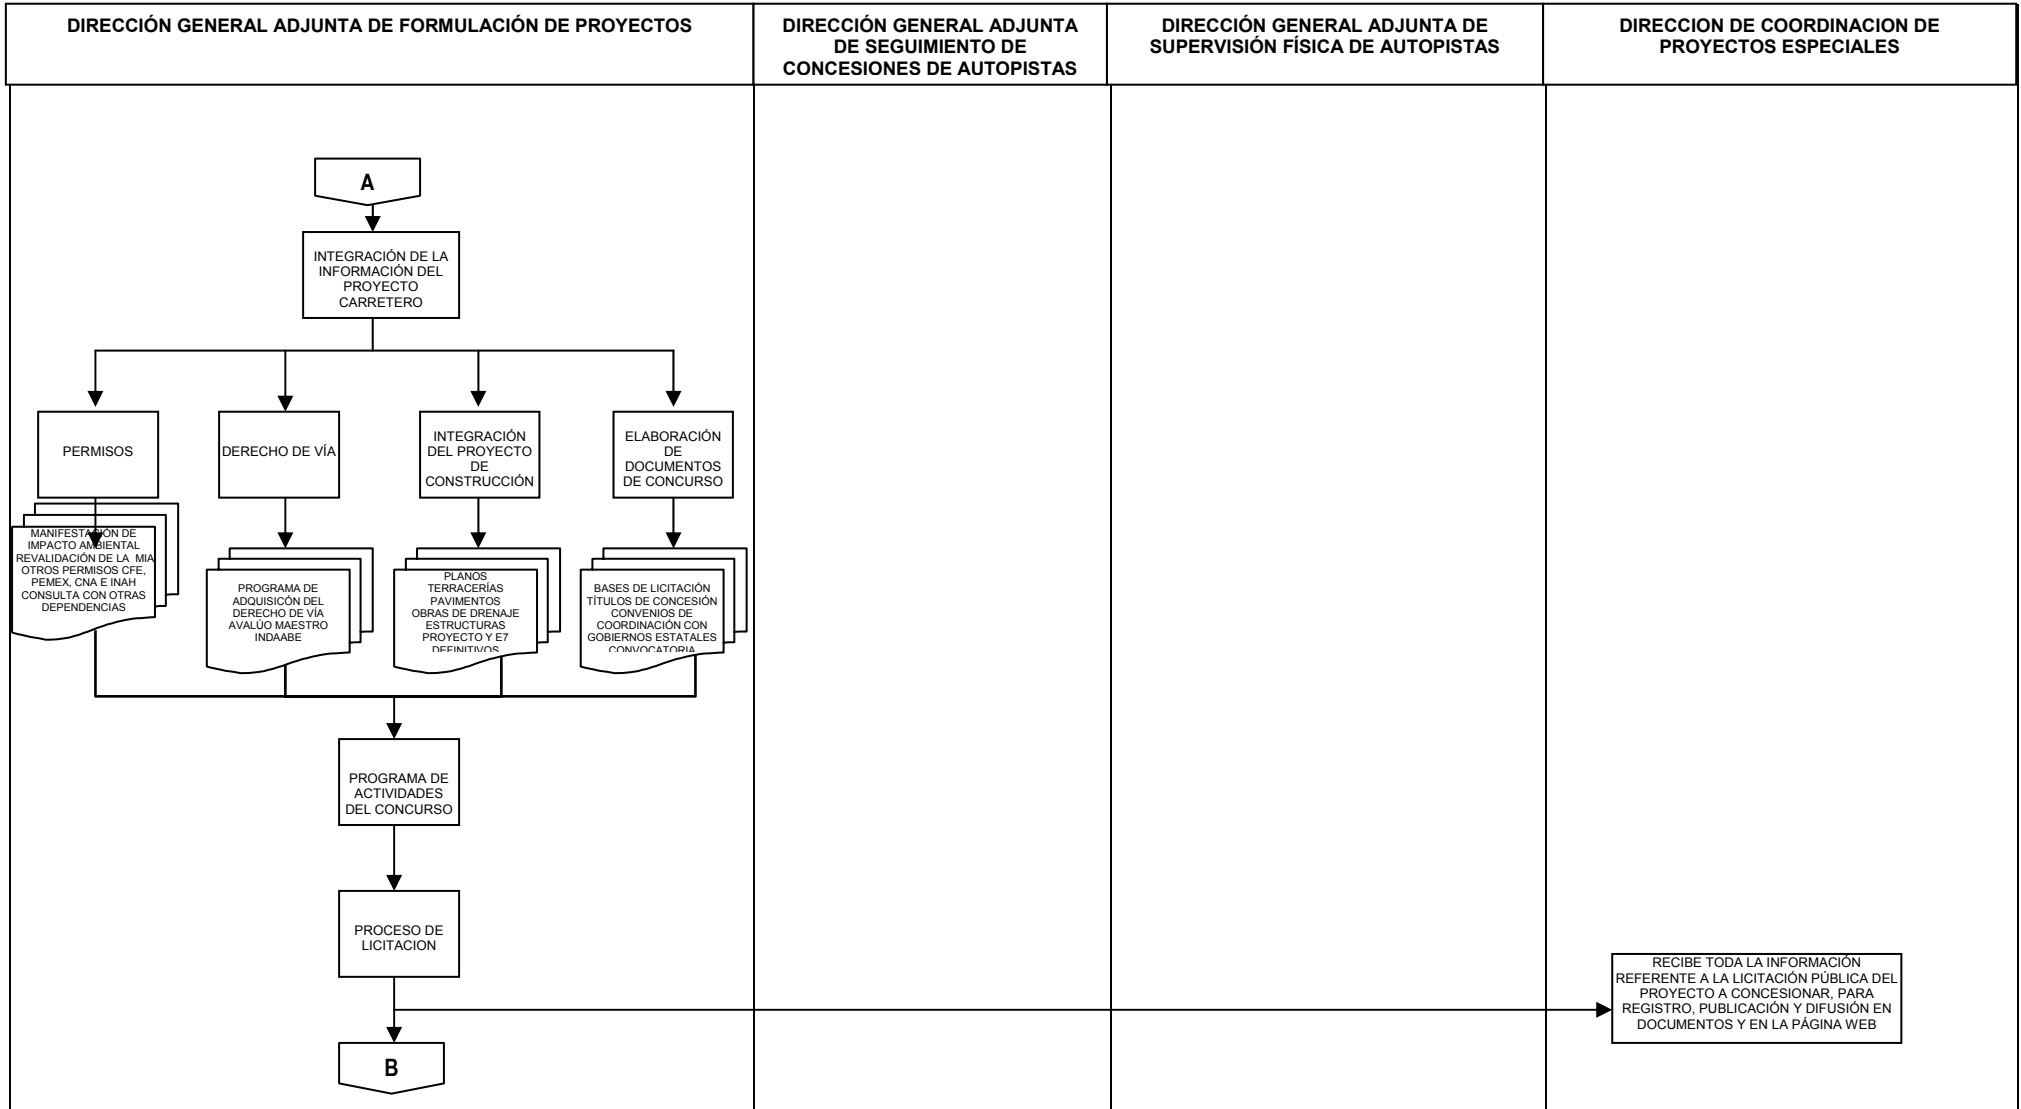 DIRECCIÓN GENERAL ADJUNTA DE FORMULACIÓN DE PROYECTOS
DIRECCIÓN GENERAL ADJUNTA
DE SEGUIMIENTO DE
CONCESIONES DE AUTOPISTAS
DIRECCIÓN GENERAL ADJUNTA DE
SUPERVISIÓN FÍSICA DE AUTOPISTAS
DIRECCION DE COORDINACION DE
PROYECTOS ESPECIALES
A
INTEGRACIÓN DE LA
INFORMACIÓN DEL
PROYECTO
CARRETERO
PERMISOS
DERECHO DE VÍA
INTEGRACIÓN
DEL PROYECTO
DE
CONSTRUCCIÓN
ELABORACIÓN
DE
DOCUMENTOS
DE CONCURSO
MANIFESTACIÓN DE
IMPACTO AMBIENTAL
REVALIDACIÓN DE LA MIA
OTROS PERMISOS CFE,
PEMEX, CNA E INAH
CONSULTA CON OTRAS
DEPENDENCIAS
PROGRAMA DE
ADQUISICÓN DEL
DERECHO DE VÍA
AVALÚO MAESTRO
INDAABE
PLANOS
TERRACERÍAS
PAVIMENTOS
OBRAS DE DRENAJE
ESTRUCTURAS
PROYECTO Y E7
DEFINITIVOS
BASES DE LICITACIÓN
TÍTULOS DE CONCESIÓN
CONVENIOS DE
COORDINACIÓN CON
GOBIERNOS ESTATALES
CONVOCATORIA
PROGRAMA DE
ACTIVIDADES
DEL CONCURSO
PROCESO DE
LICITACION
RECIBE TODA LA INFORMACIÓN
REFERENTE A LA LICITACIÓN PÚBLICA DEL
PROYECTO A CONCESIONAR, PARA
REGISTRO, PUBLICACIÓN Y DIFUSIÓN EN
DOCUMENTOS Y EN LA PÁGINA WEB
B